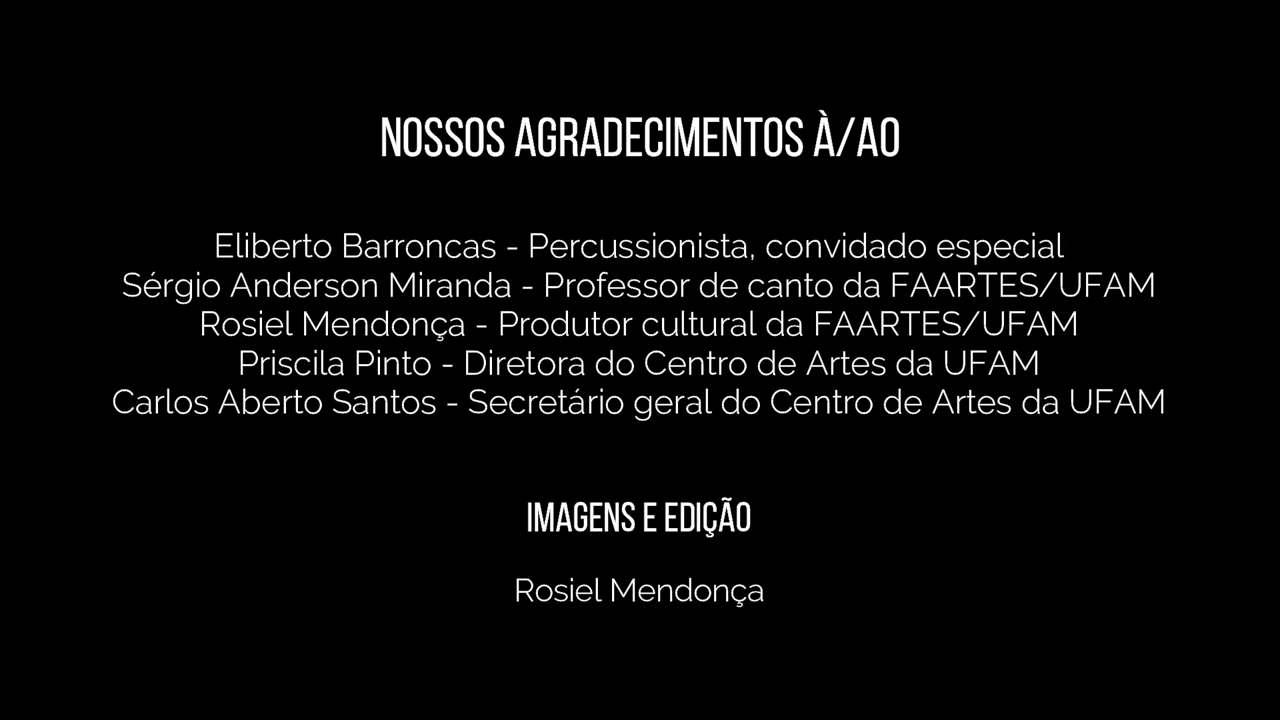 NOSSOS AGRADECIMENTOS À/AO
Eliberto Barroncas - Percussionista, convidado especial
Sérgio Anderson Miranda - Professor de canto da FAARTES/UFAM
Rosiel Mendonça - Produtor cultural da FAARTES/UFAM
Priscila Pinto - Diretora do Centro de Artes da UFAM
Carlos Aberto Santos - Secretário geral do Centro de Artes da UFAM
IMAGENS E EDIÇÃO
Rosiel Mendonça